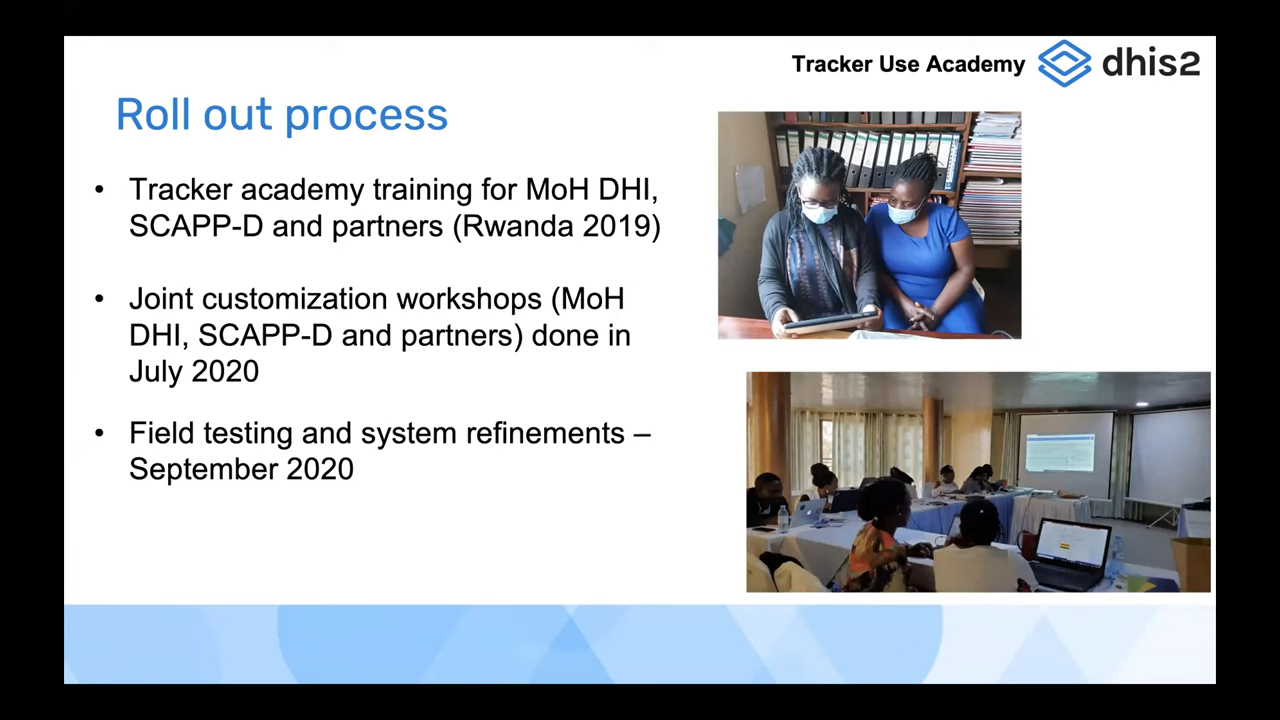 Tracker Use Academy dhis2
Roll out process
• Tracker academy training for MoH DHI,
SCAPP-D and partners (Rwanda 2019)
• Joint customization workshops (MoH
DHI, SCAPP-D and partners) done in
July 2020
• Field testing and system refinements –
September 2020